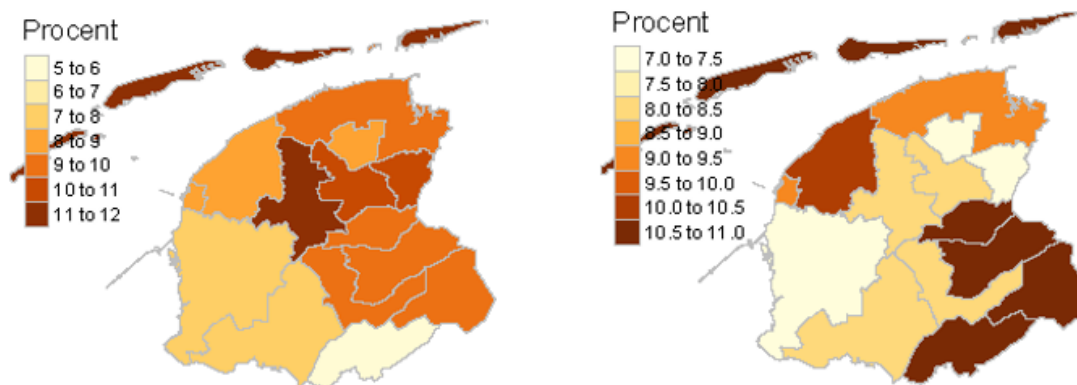 Procent
5 to 6
6 to 7
7 to 8
8 to 9
9 to 10
10 to 11
11 to 12
Procent
7.0 to 7.5
7.5 to 8.0
8.0 to 8.5
8.5 to 9.0
9.0 to 9.5
9.5 to 10.0
10.0 to 10.5
10.5 to 11.0